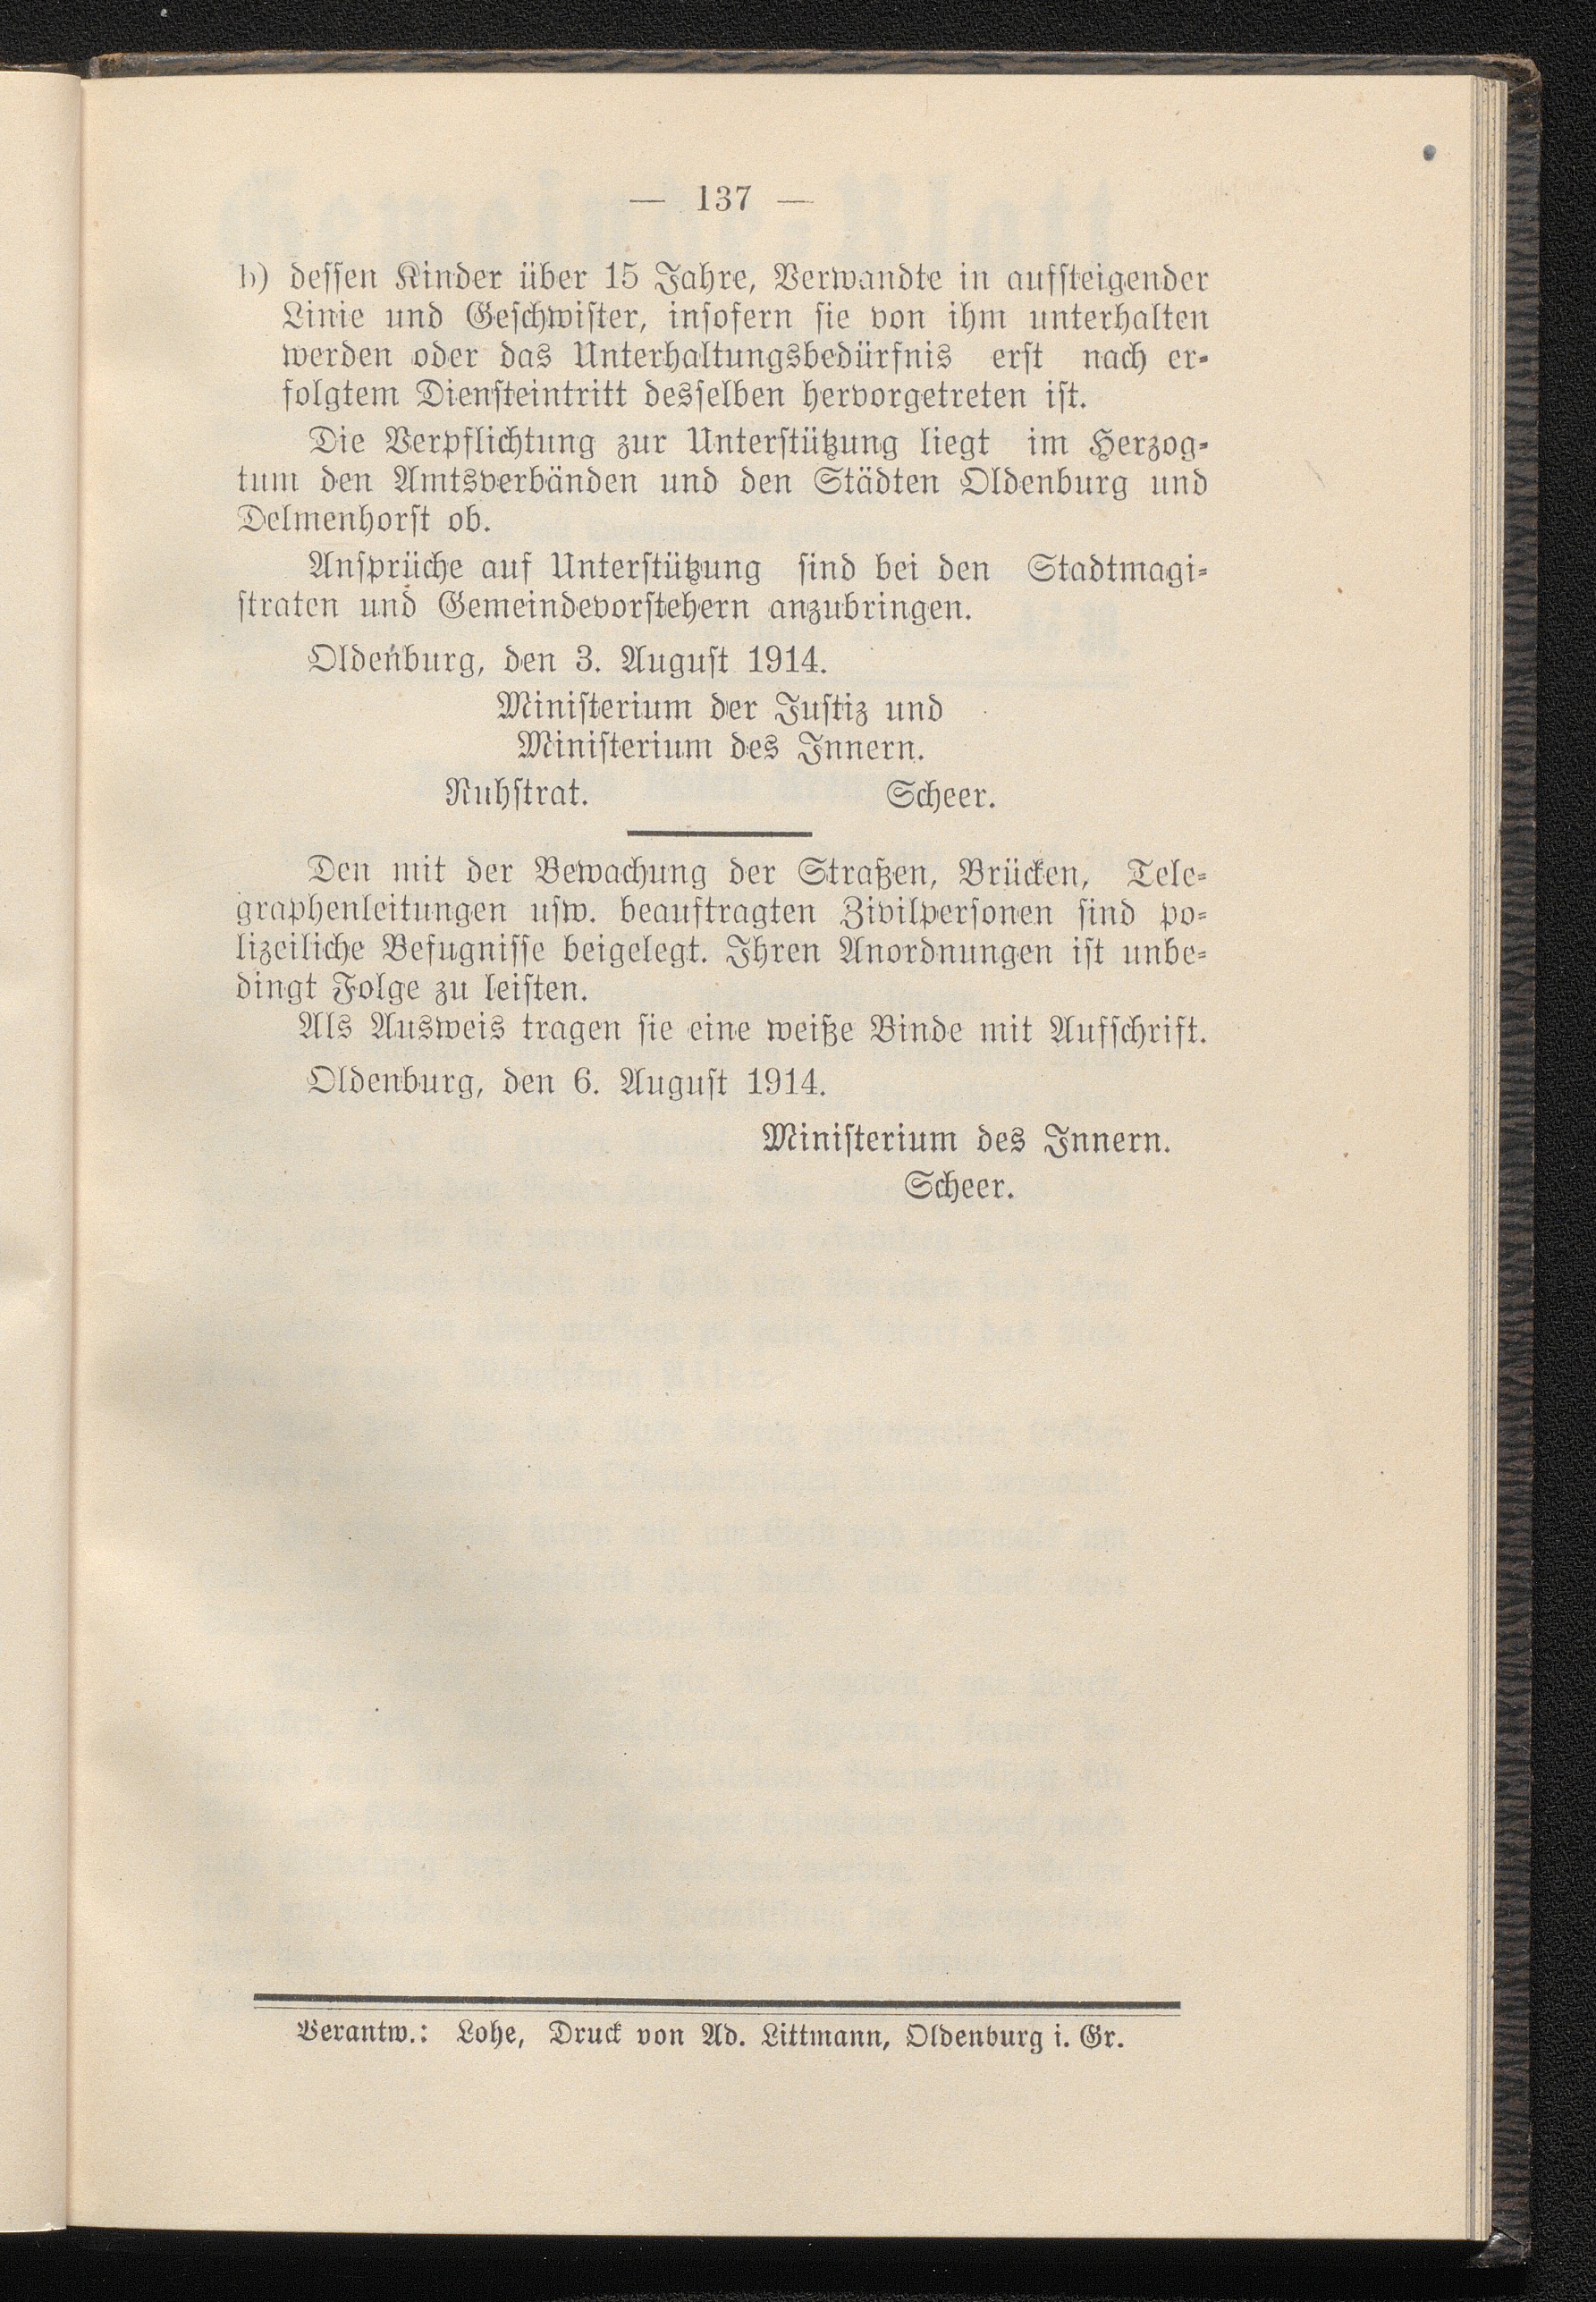 — 137 —
b) dessen Kinder über 15 Jahre, Verwandte in aufsteigender
Linie und Geschwister, insofern sie von ihm unterhalten
werden oder das Unterhaltungsbedürfnis erst nach er-
folgtem Diensteintritt desselben hervorgetreten ist.
Die Verpflichtung zur Unterstützung liegt im Herzog-
tum den Amtsverbänden und den Städten Oldenburg und
Delmenhorst ob.
Ansprüche auf Unterstützung sind bei den Stadtmagi-
straten und Gemeindevorstehern anzubringen.
Oldenburg, den 3. August 1914.
Ministerium der Justiz und
Ministerium des Innern.
Ruhstrat. Scheer.
Den mit der Bewachung der Straßen, Brücken, Tele-
graphenleitungen usw. beauftragten Zivilpersonen sind po-
lizeiliche Befugnisse beigelegt. Ihren Anordnungen ist unbe-
dingt Folge zu leisten.
Als Ausweis tragen sie eine weiße Binde mit Aufschrift.
Oldenburg, den 6. August 1914.
Ministerium des Innern.
Scheer.
Verantw.: Lohe, Druck von Ad. Littmann, Oldenburg i. Gr.